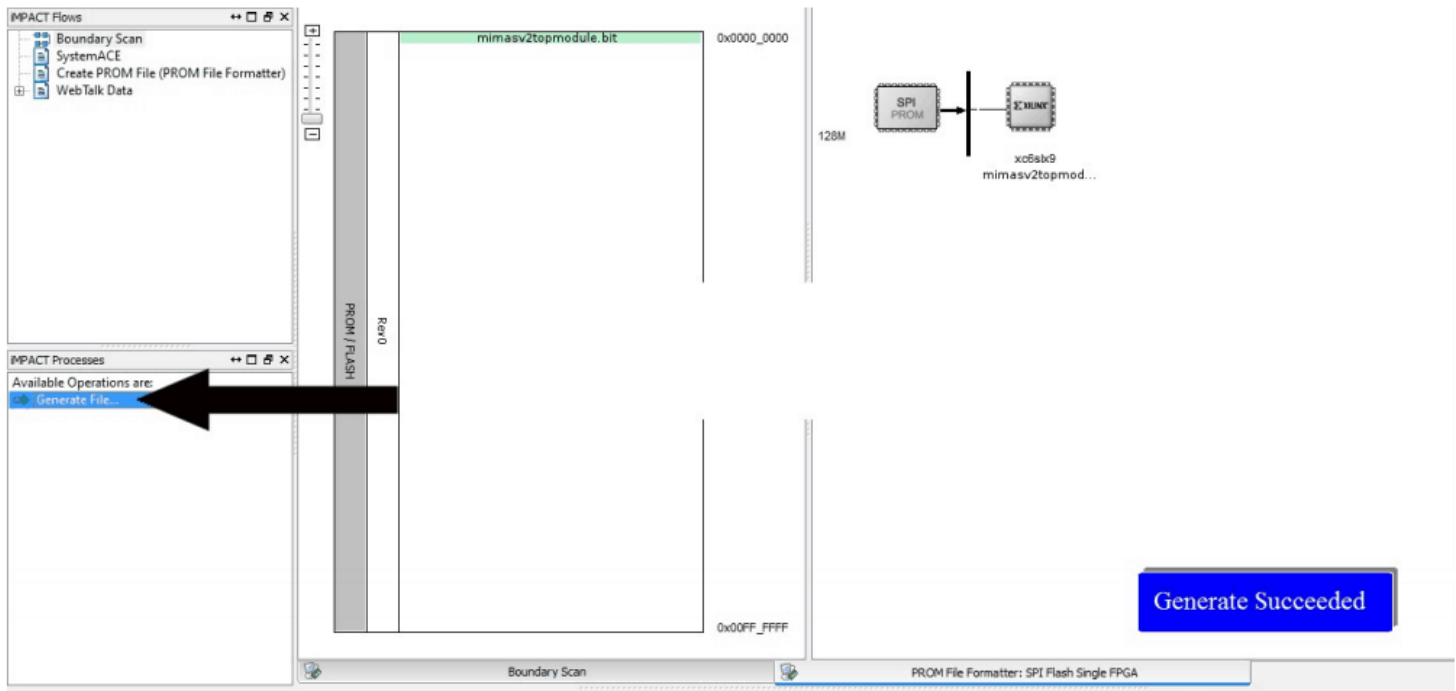 iMPACT Flows
Boundary Scan
SystemACE
Create PROM File (PROM File Formatter)
WebTalk Data
iMPACT Processes
Available Operations are:
Generate File...
PROM / FLASH
Rev0
mimasv2topmodule.bit
0x0000_0000
0x00FF_FFFF
128M
SPI
PROM
XILINX
xc6slx9
mimasv2topmod...
Generate Succeeded
Boundary Scan
PROM File Formatter: SPI Flash Single FPGA